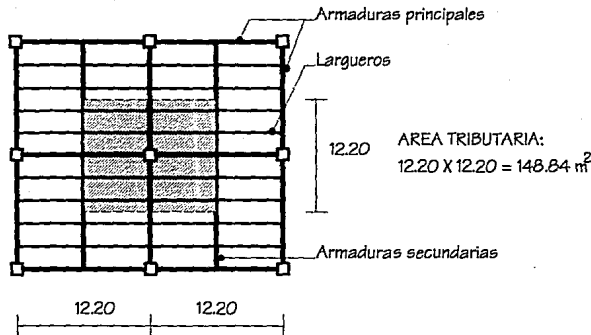 Armaduras principales
Largueros
12.20
AREA TRIBUTARIA:
12.20 X 12.20 = 148.84 m²
Armaduras secundarias
12.20 12.20